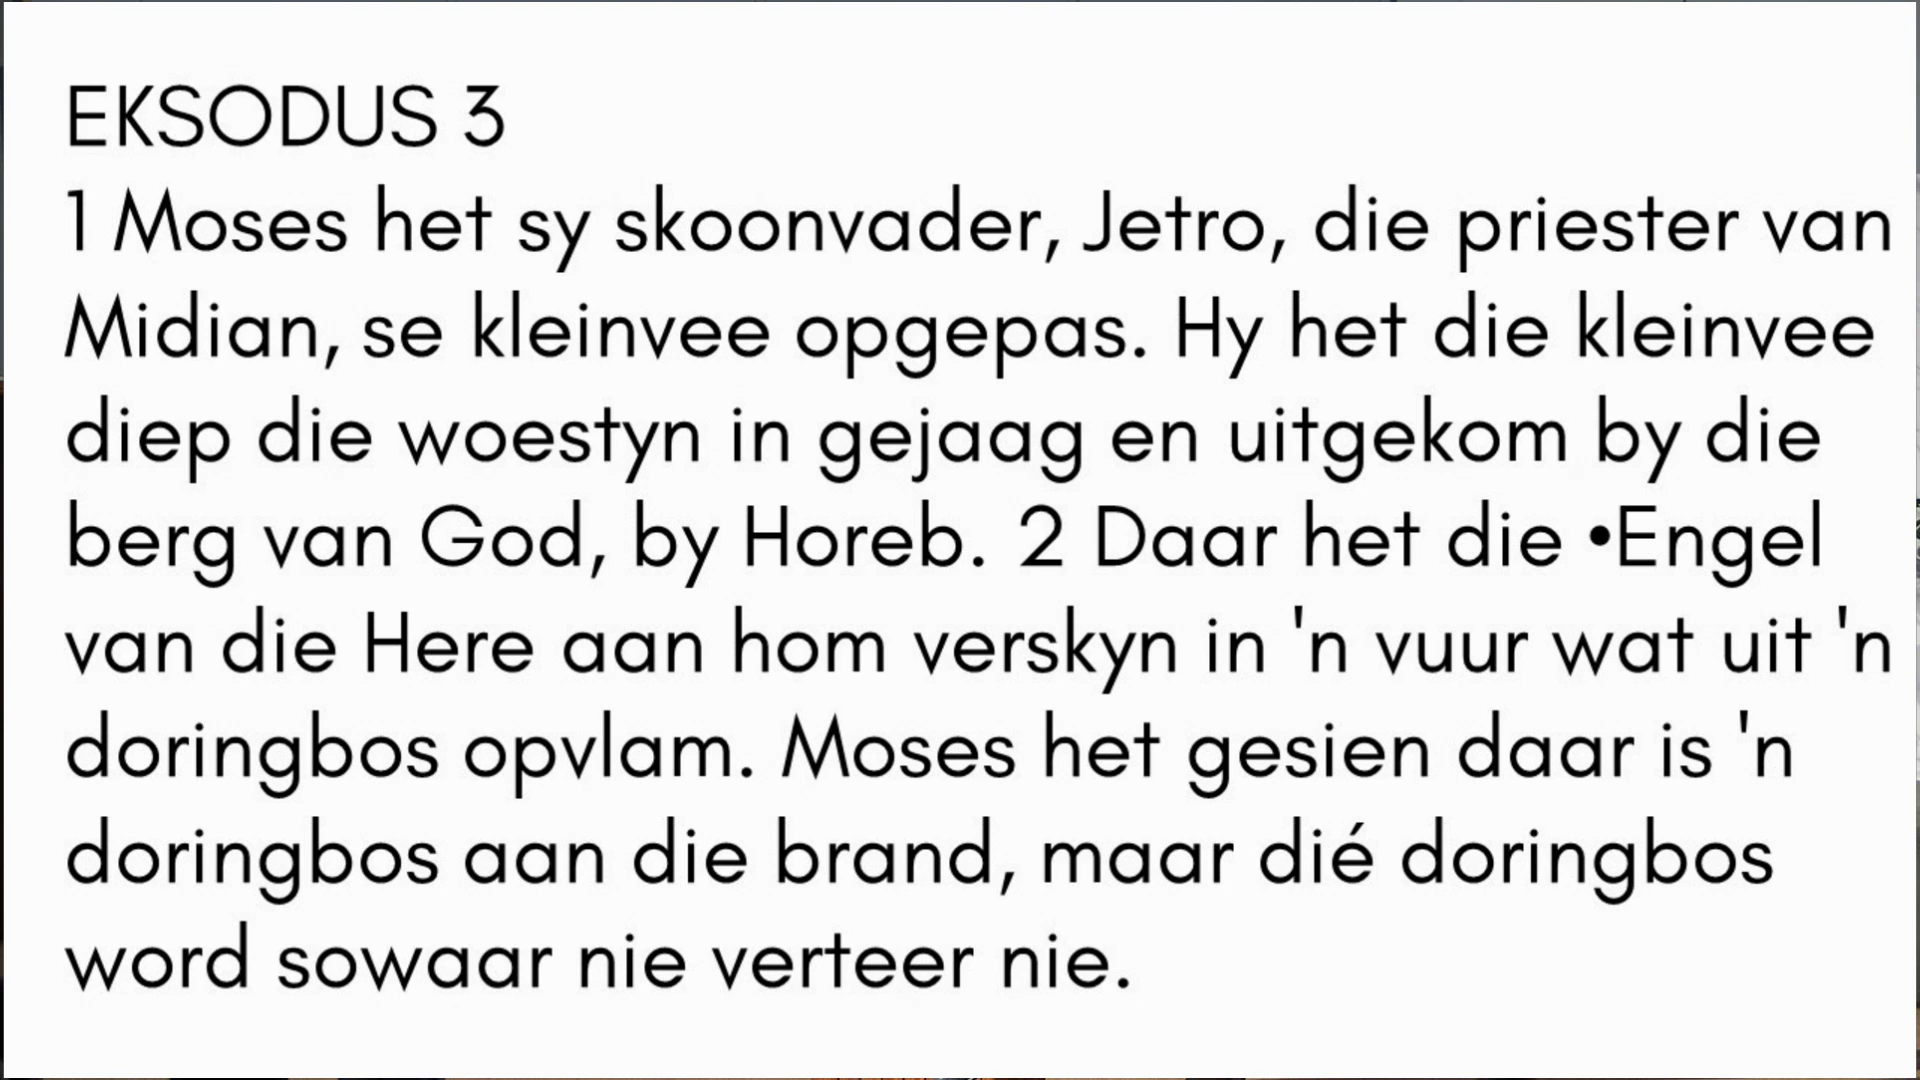 EKSODUS 3
1 Moses het sy skoonvader, Jetro, die priester van
Midian, se kleinvee opgepas. Hy het die kleinvee
diep die woestyn in gejaag en uitgekom by die
berg van God, by Horeb. 2 Daar het die •Engel
van die Here aan hom verskyn in 'n vuur wat uit 'n
doringbos opvlam. Moses het gesien daar is 'n
doringbos aan die brand, maar dié doringbos
word sowaar nie verteer nie.